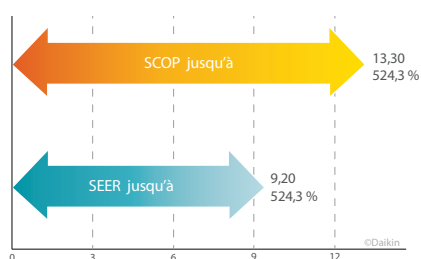 SCOP jusqu'à
13,30
524,3 %
SEER jusqu'à
9,20
524,3 %
©Daikin
0 3 6 9 12